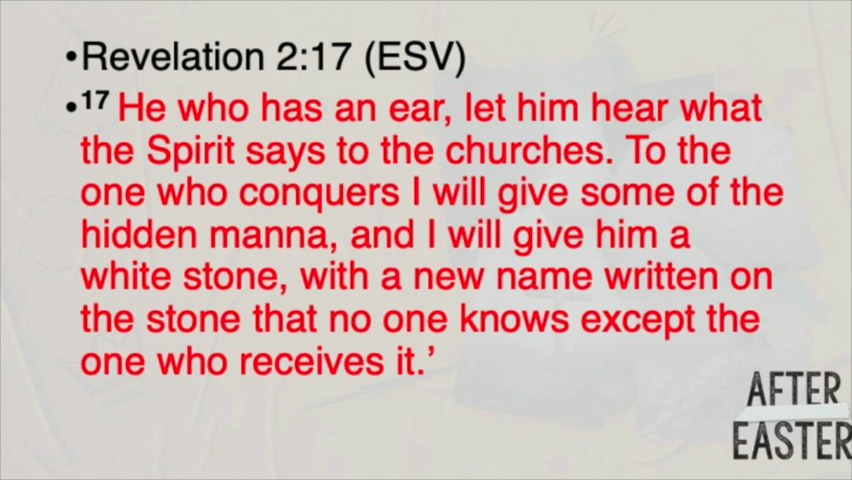 •Revelation 2:17 (ESV)
•17 He who has an ear, let him hear what
the Spirit says to the churches. To the
one who conquers I will give some of the
hidden manna, and I will give him a
white stone, with a new name written on
the stone that no one knows except the
one who receives it.’
AFTER
EASTER